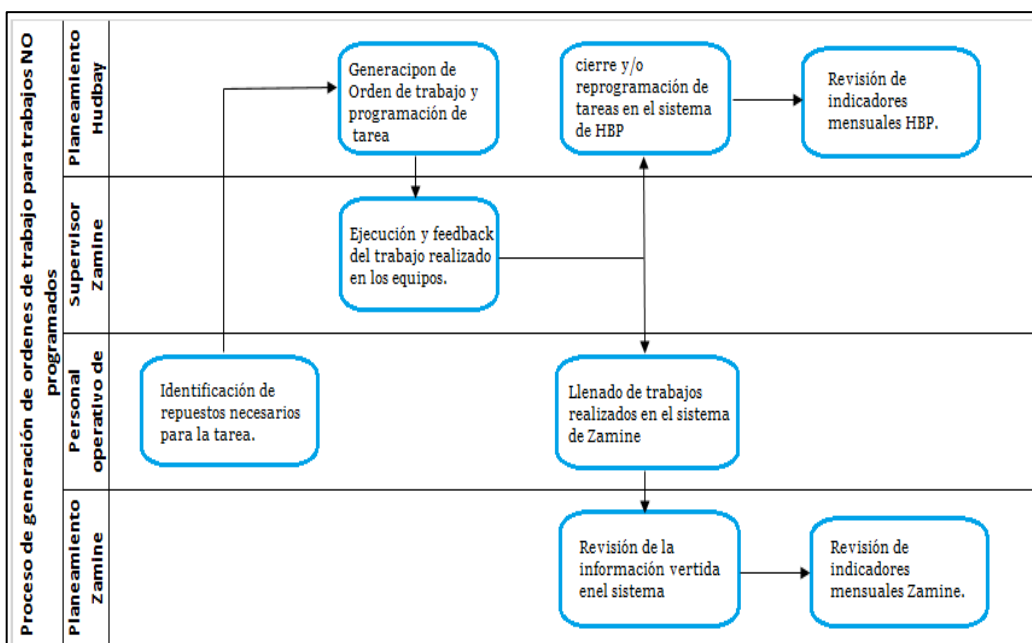 Proceso de generación de ordenes de trabajo para trabajos NO
programados
Planeamiento
Hudbay
Generacipon de
Orden de trabajo y
programación de
tarea
cierre y/o
reprogramación de
tareas en el sistema
de HBP
Revisión de
indicadores
mensuales HBP.
Supervisor
Zamine
Ejecución y feedback
del trabajo realizado
en los equipos.
Personal
operativo de
Identificación de
repuestos necesarios
para la tarea.
Llenado de trabajos
realizados en el sistema
de Zamine
Planeamiento
Zamine
Revisión de la
información vertida
enel sistema
Revisión de
indicadores
mensuales Zamine.